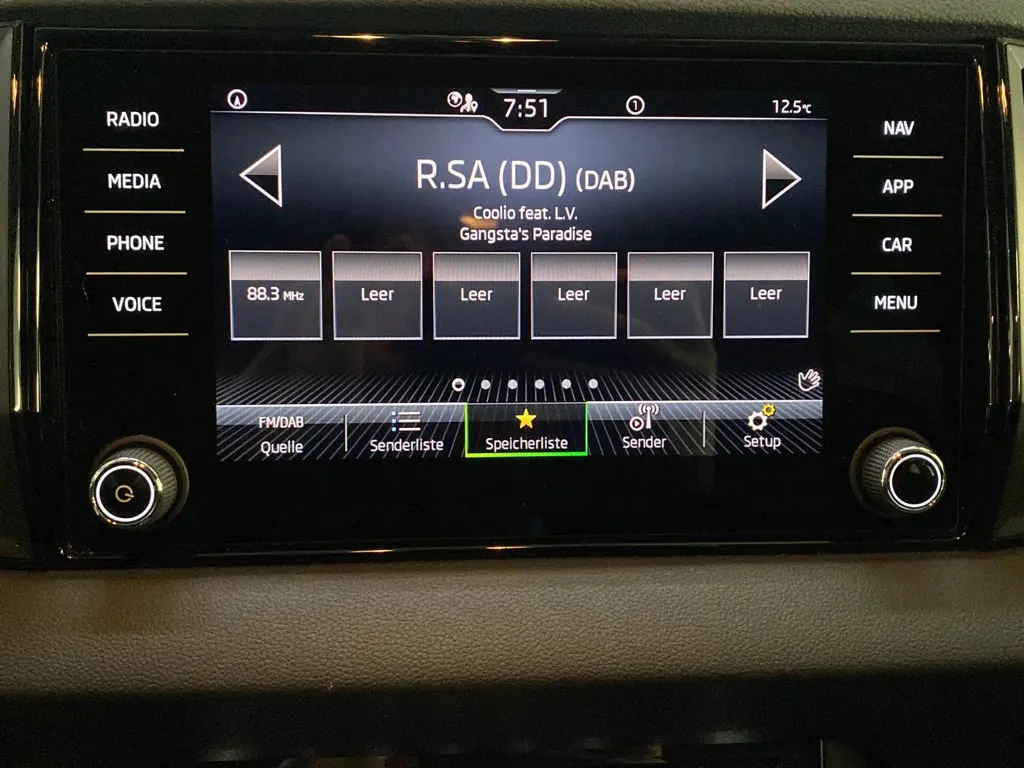 RADIO
MEDIA
PHONE
VOICE
7:51
1
12.5°C
R.SA (DD) (DAB)
Coolio feat. L.V.
Gangsta's Paradise
88.3 MHz
Leer
Leer
Leer
Leer
Leer
FM/DAB
Quelle
Senderliste
Speicherliste
Sender
Setup
NAV
APP
CAR
MENU